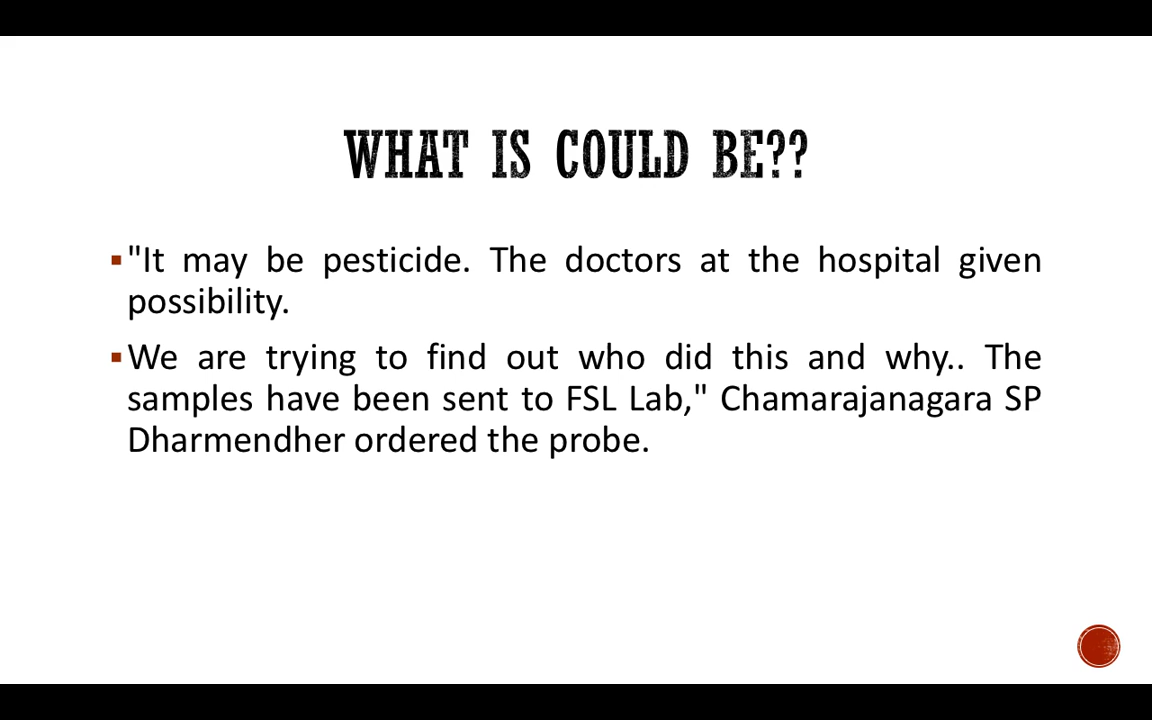 WHAT IS COULD BE??
▪"It may be pesticide. The doctors at the hospital given
possibility.
▪We are trying to find out who did this and why.. The
samples have been sent to FSL Lab," Chamarajanagara SP
Dharmendher ordered the probe.